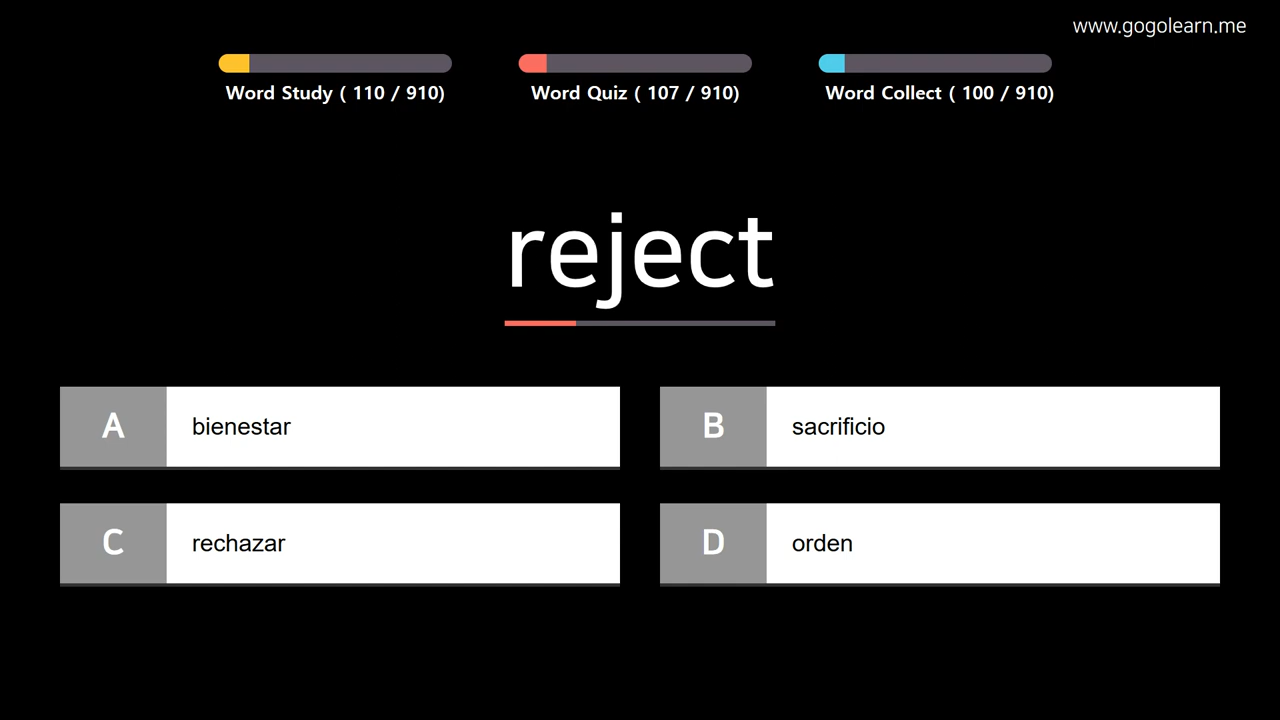 www.gogolearn.me
Word Study ( 110 / 910)
Word Quiz ( 107 / 910)
Word Collect ( 100 / 910)
reject
A bienestar
B sacrificio
C rechazar
D orden